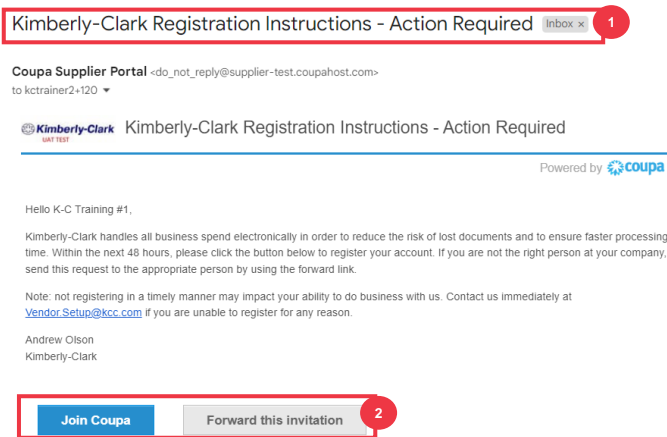 Kimberly-Clark Registration Instructions - Action Required Inbox × 1
Coupa Supplier Portal <do_not_reply@supplier-test.coupahost.com>
to kctrainer2+120
Kimberly-Clark Kimberly-Clark Registration Instructions - Action Required
UAT TEST
Powered by coupa
Hello K-C Training #1,
Kimberly-Clark handles all business spend electronically in order to reduce the risk of lost documents and to ensure faster processing
time. Within the next 48 hours, please click the button below to register your account. If you are not the right person at your company,
send this request to the appropriate person by using the forward link.
Note: not registering in a timely manner may impact your ability to do business with us. Contact us immediately at
Vendor.Setup@kcc.com if you are unable to register for any reason.
Andrew Olson
Kimberly-Clark
Join Coupa Forward this invitation 2